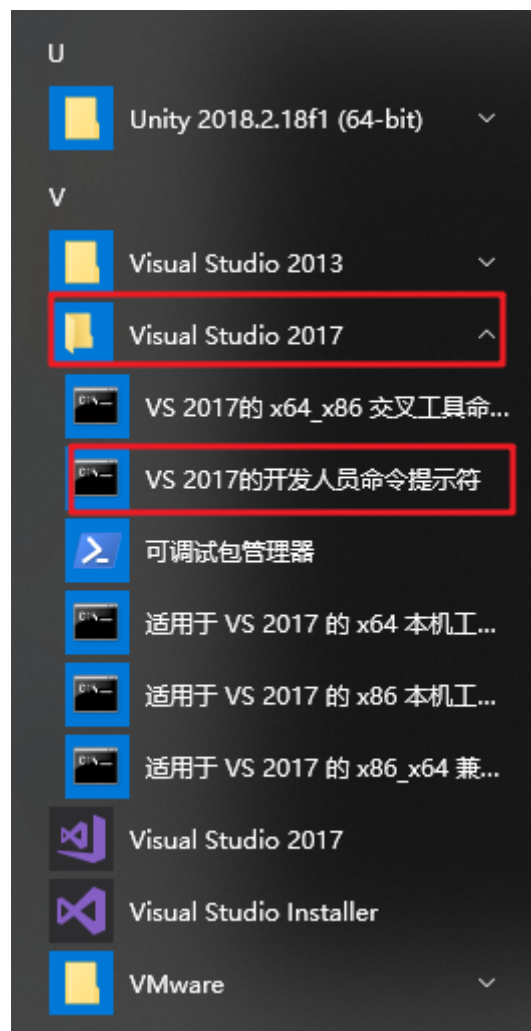 U
Unity 2018.2.18f1 (64-bit)
V
Visual Studio 2013
Visual Studio 2017
VS 2017的 x64_x86 交叉工具命...
VS 2017的开发人员命令提示符
可调试包管理器
适用于 VS 2017 的 x64 本机工...
适用于 VS 2017 的 x86 本机工...
适用于 VS 2017 的 x86_x64 兼...
Visual Studio 2017
Visual Studio Installer
VMware